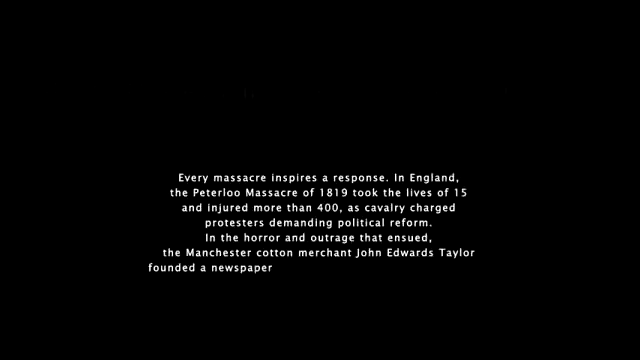 Every massacre inspires a response. In England,
the Peterloo Massacre of 1819 took the lives of 15
and injured more than 400, as cavalry charged
protesters demanding political reform.
In the horror and outrage that ensued,
the Manchester cotton merchant John Edwards Taylor
founded a newspaper